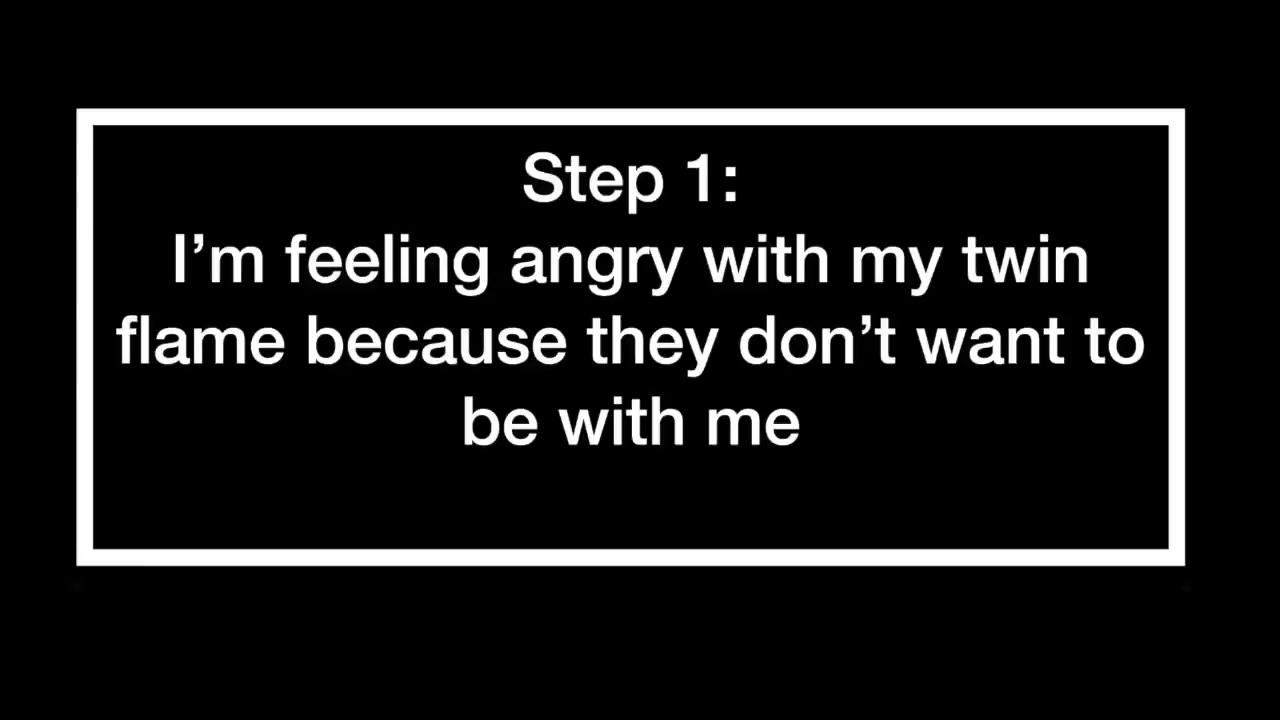 Step 1:
I’m feeling angry with my twin
flame because they don’t want to
be with me